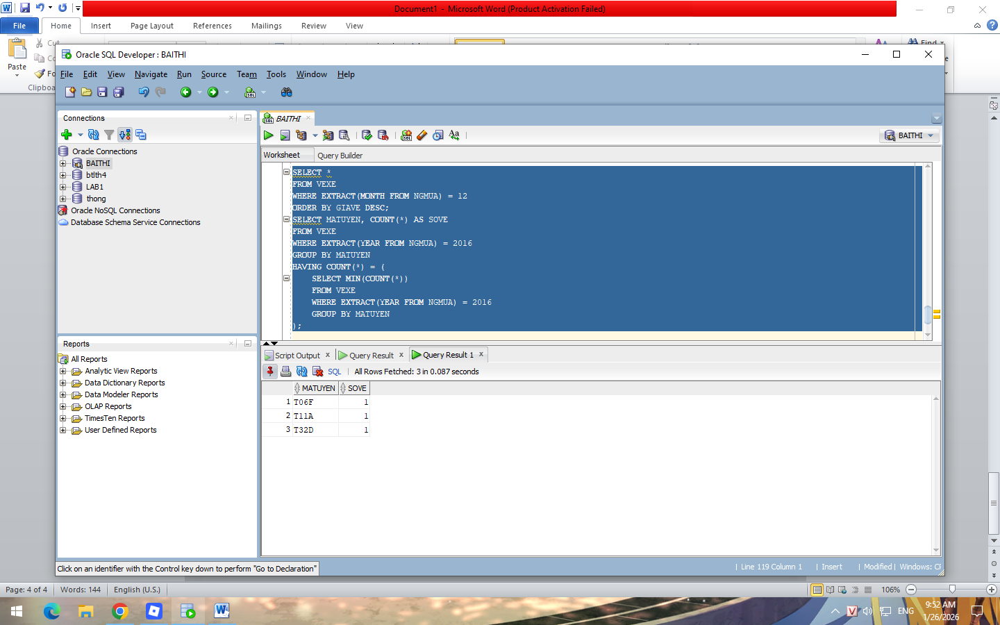 Document1 - Microsoft Word (Product Activation Failed)
File Home Insert Page Layout References Mailings Review View
Cut
Find
Paste
Oracle SQL Developer : BAITHI
File Edit View Navigate Run Source Team Tools Window Help
Connections
BAITHI
BAITHI
Worksheet Query Builder
Oracle Connections
BAITHI
btlth4
LAB1
thong
Oracle NoSQL Connections
Database Schema Service Connections
SELECT *
FROM VEXE
WHERE EXTRACT(MONTH FROM NGMUA) = 12
ORDER BY GIAVE DESC;
SELECT MATUYEN, COUNT(*) AS SOVE
FROM VEXE
WHERE EXTRACT(YEAR FROM NGMUA) = 2016
GROUP BY MATUYEN
HAVING COUNT(*) = (
SELECT MIN(COUNT(*))
FROM VEXE
WHERE EXTRACT(YEAR FROM NGMUA) = 2016
GROUP BY MATUYEN
);
Reports
All Reports
Analytic View Reports
Data Dictionary Reports
Data Modeler Reports
OLAP Reports
TimesTen Reports
User Defined Reports
Script Output x Query Result x Query Result 1 x
SQL | All Rows Fetched: 3 in 0.087 seconds
MATUYEN SOVE
1 T06F 1
2 T11A 1
3 T32D 1
Click on an identifier with the Control key down to perform "Go to Declaration"
| Line 119 Column 1 | Insert | Modified | Windows:
Page: 4 of 4 Words: 144 English (U.S.) 106%
ENG
9:52 AM
1/26/2026